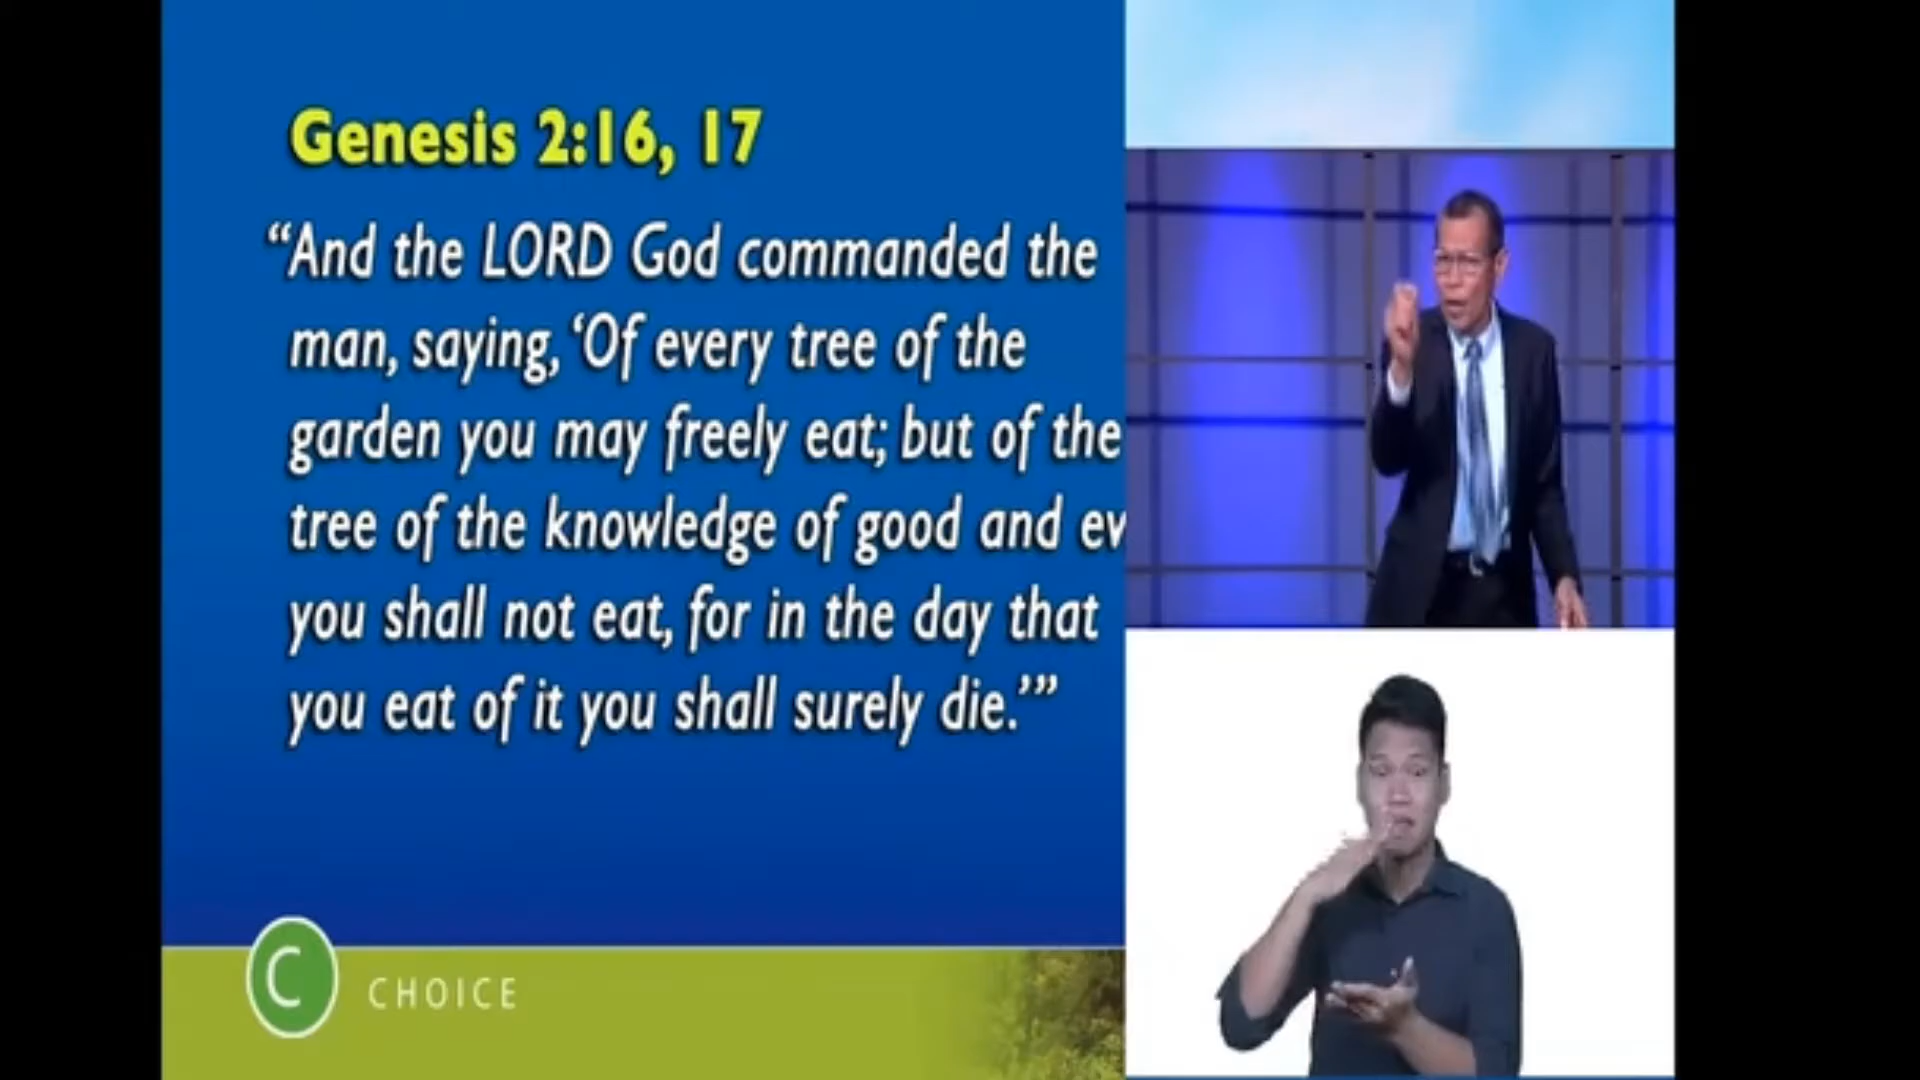 Genesis 2:16, 17
“And the LORD God commanded the
man, saying, ‘Of every tree of the
garden you may freely eat; but of the
tree of the knowledge of good and ev
you shall not eat, for in the day that
you eat of it you shall surely die.’”
C CHOICE